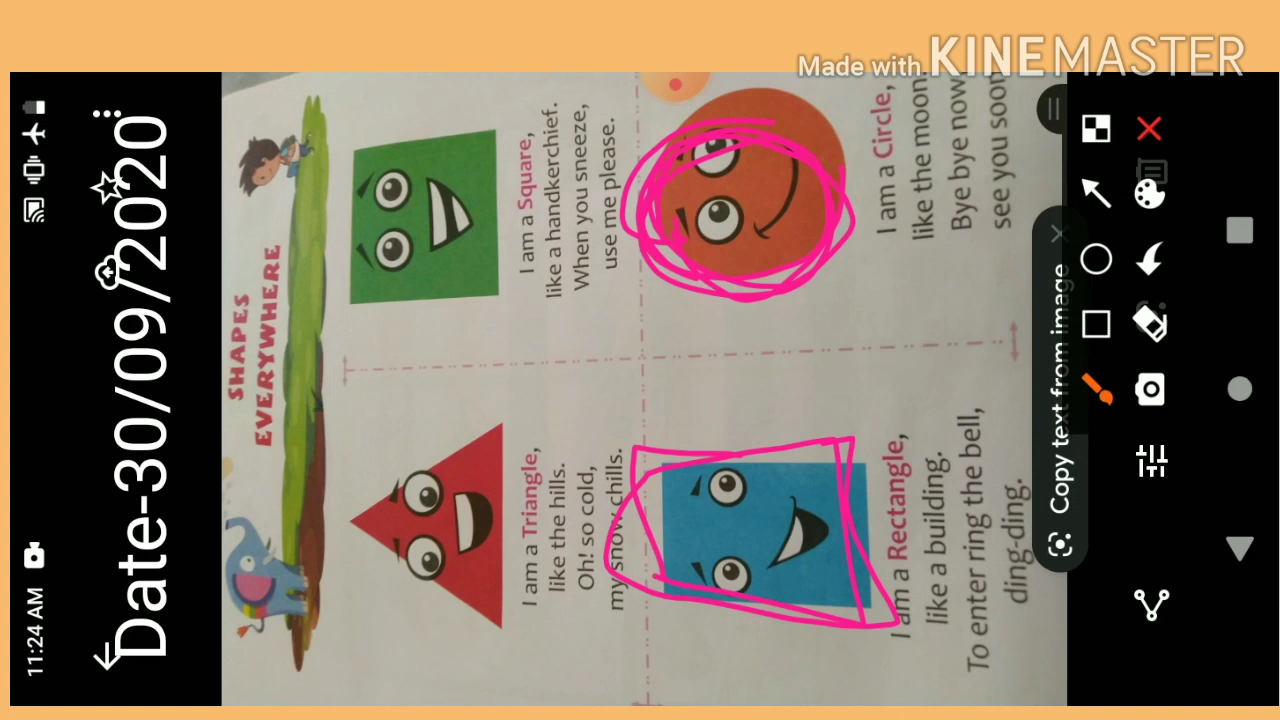 Made with KINEMASTER
11:24 AM
Date-30/09/2020
SHAPES
EVERYWHERE
I am a Triangle,
like the hills.
Oh! so cold,
my snow chills.
I am a Square,
like a handkerchief.
When you sneeze,
use me please.
I am a Rectangle,
like a building.
To enter ring the bell,
ding-ding.
I am a Circle,
like the moon
Bye bye now
see you soon
Copy text from image